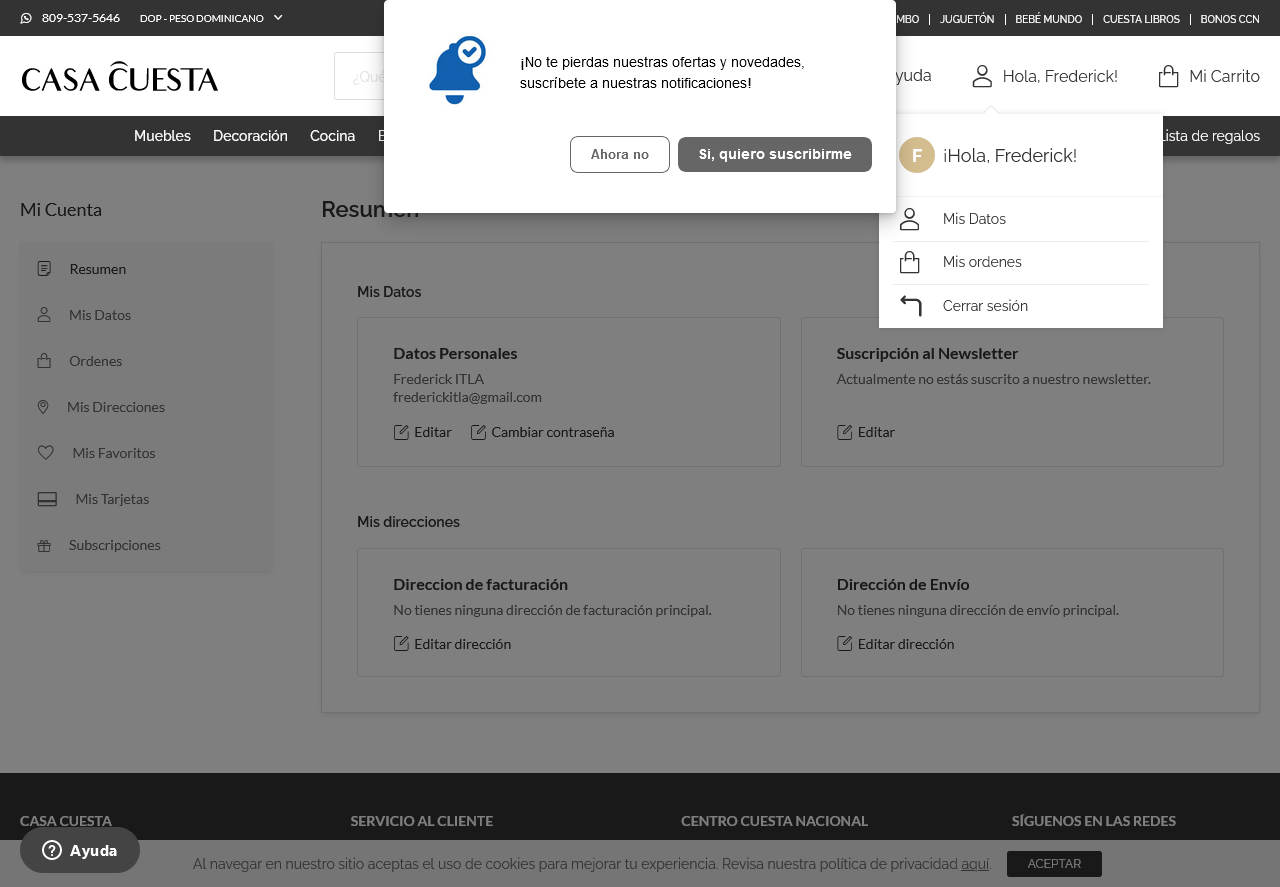 809-537-5646
DOP - PESO DOMINICANO
JUGUETÓN
BEBÉ MUNDO
CUESTA LIBROS
BONOS CCN
CASA CUESTA
¿Qué
Hola, Frederick!
Mi Carrito
¡No te pierdas nuestras ofertas y novedades,
suscríbete a nuestras notificaciones!
Ahora no
Si, quiero suscribirme
Muebles
Decoración
Cocina
Lista de regalos
F
¡Hola, Frederick!
Mis Datos
Mis ordenes
Cerrar sesión
Mi Cuenta
Resumen
Mis Datos
Ordenes
Mis Direcciones
Mis Favoritos
Mis Tarjetas
Subscripciones
Resumen
Mis Datos
Datos Personales
Frederick ITLA
frederickitla@gmail.com
Editar
Cambiar contraseña
Suscripción al Newsletter
Actualmente no estás suscrito a nuestro newsletter.
Editar
Mis direcciones
Direccion de facturación
No tienes ninguna dirección de facturación principal.
Editar dirección
Dirección de Envío
No tienes ninguna dirección de envío principal.
Editar dirección
CASA CUESTA
SERVICIO AL CLIENTE
CENTRO CUESTA NACIONAL
SÍGUENOS EN LAS REDES
Ayuda
Al navegar en nuestro sitio aceptas el uso de cookies para mejorar tu experiencia. Revisa nuestra política de privacidad aquí.
ACEPTAR